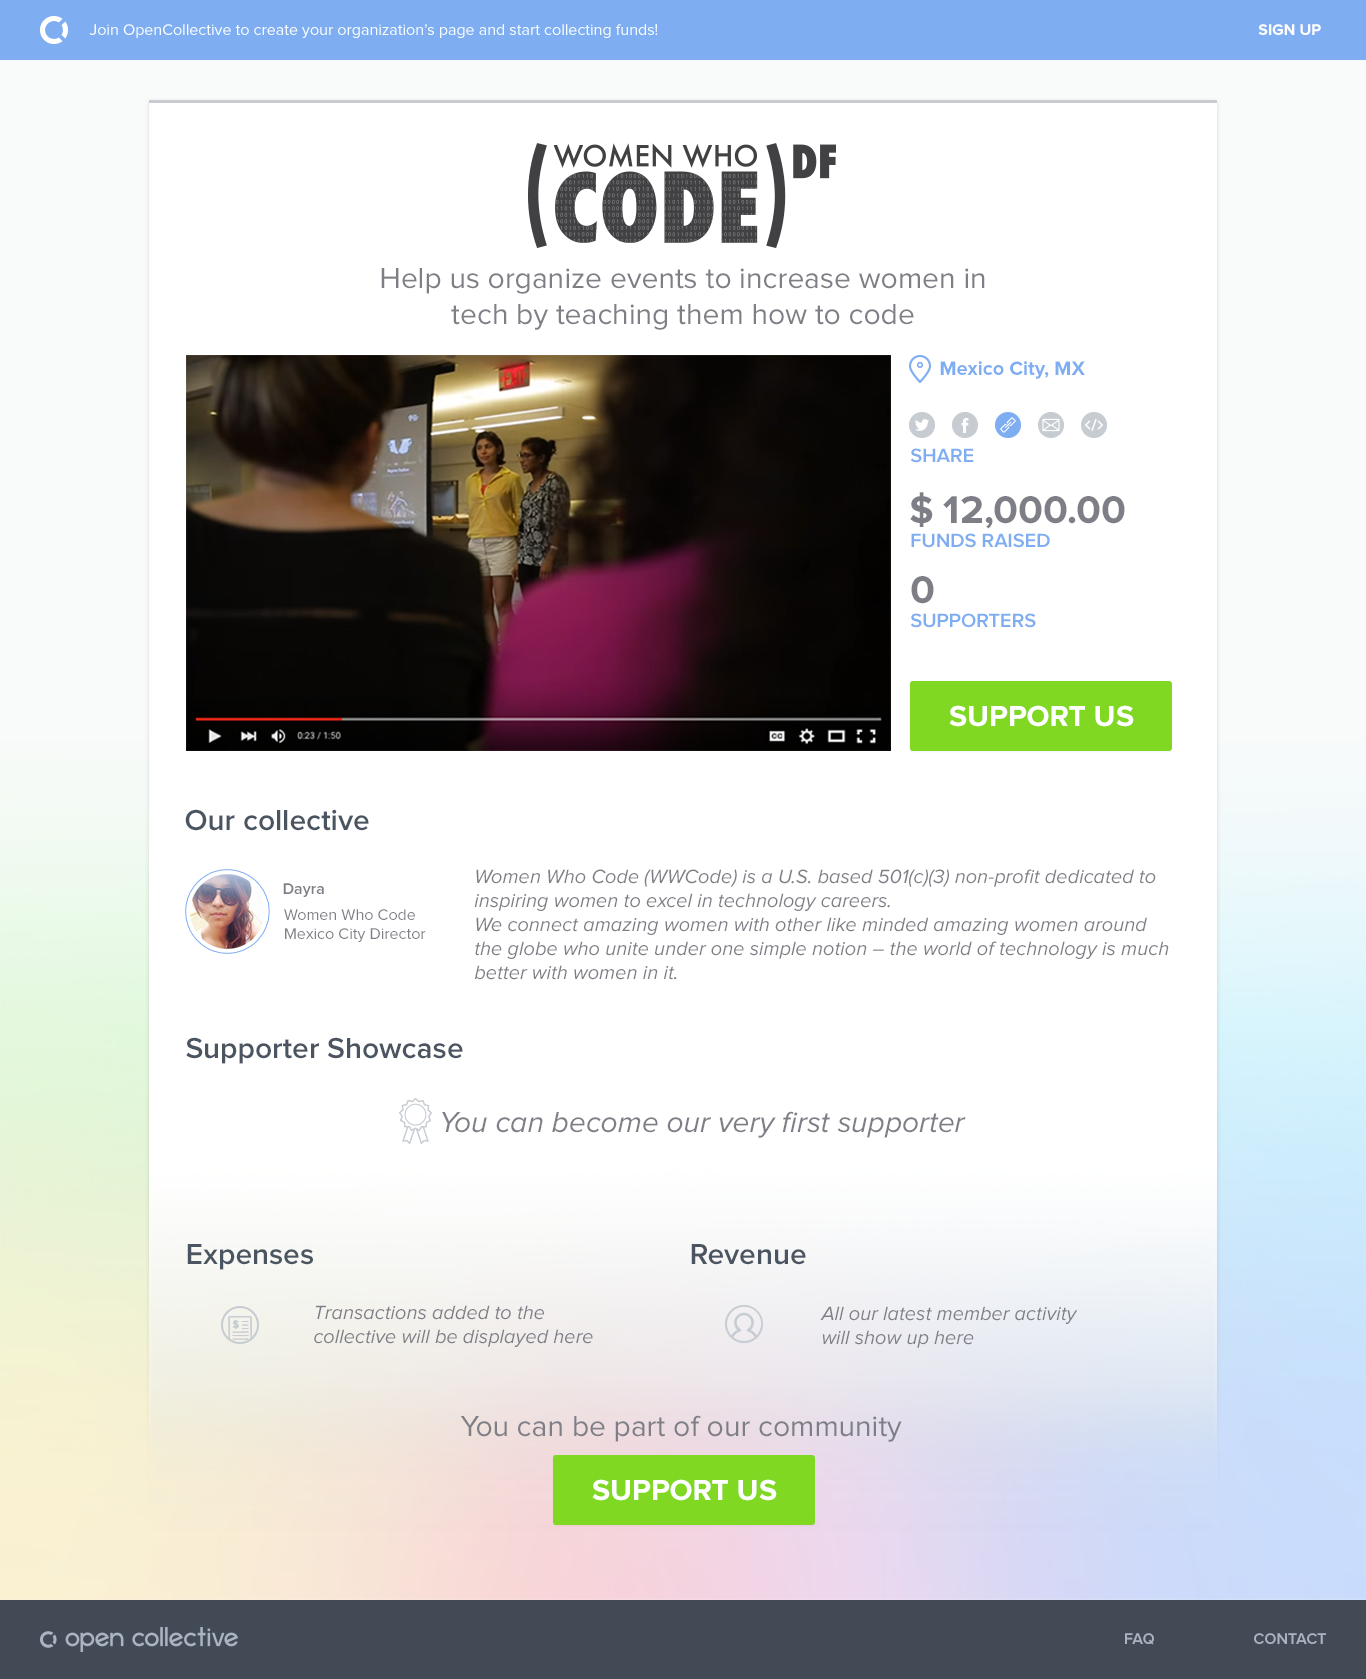 Join OpenCollective to create your organization's page and start collecting funds!
SIGN UP
(WOMEN WHO CODE) DF
Help us organize events to increase women in
tech by teaching them how to code
EXIT
0:23 / 1:50
CC
Mexico City, MX
SHARE
$ 12,000.00
FUNDS RAISED
0
SUPPORTERS
SUPPORT US
Our collective
Dayra
Women Who Code
Mexico City Director
Women Who Code (WWCode) is a U.S. based 501(c)(3) non-profit dedicated to
inspiring women to excel in technology careers.
We connect amazing women with other like minded amazing women around
the globe who unite under one simple notion – the world of technology is much
better with women in it.
Supporter Showcase
You can become our very first supporter
Expenses
Transactions added to the
collective will be displayed here
Revenue
All our latest member activity
will show up here
You can be part of our community
SUPPORT US
open collective
FAQ
CONTACT